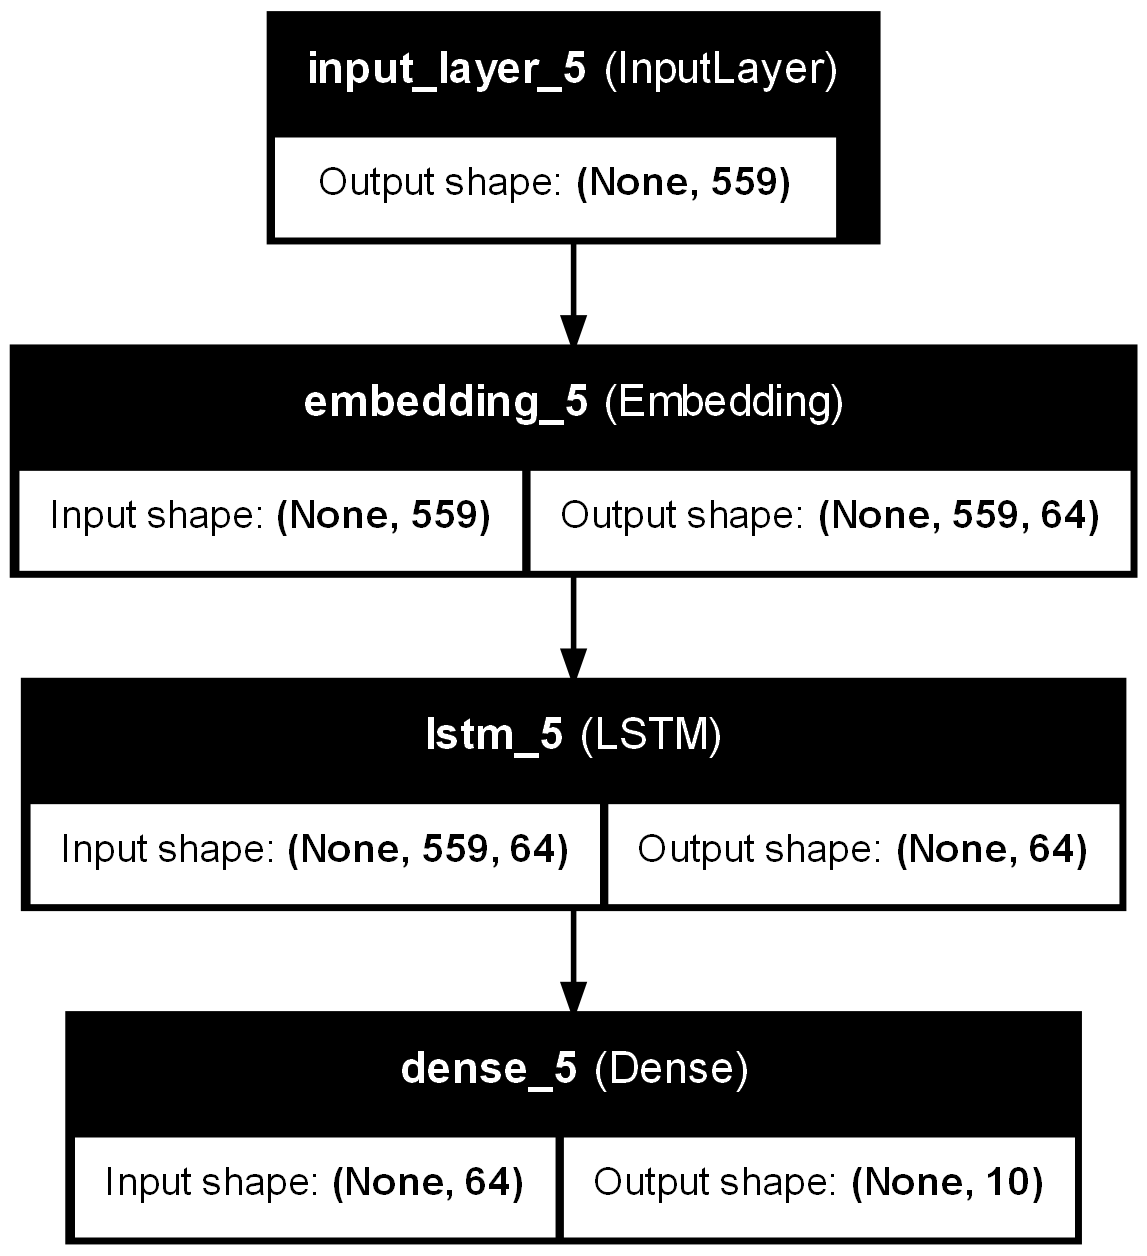 input_layer_5 (InputLayer)
Output shape: (None, 559)
embedding_5 (Embedding)
Input shape: (None, 559) Output shape: (None, 559, 64)
lstm_5 (LSTM)
Input shape: (None, 559, 64) Output shape: (None, 64)
dense_5 (Dense)
Input shape: (None, 64) Output shape: (None, 10)